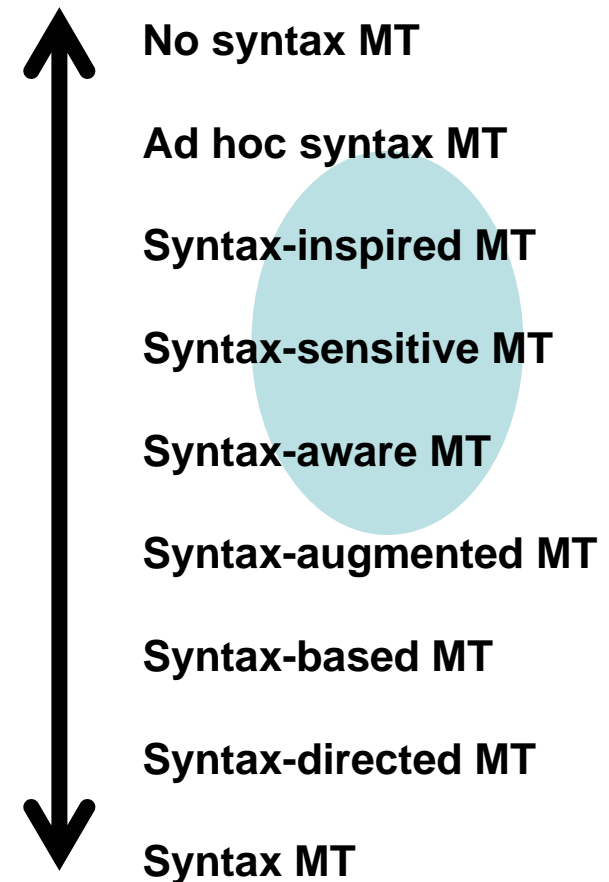 No syntax MT
Ad hoc syntax MT
Syntax-inspired MT
Syntax-sensitive MT
Syntax-aware MT
Syntax-augmented MT
Syntax-based MT
Syntax-directed MT
Syntax MT